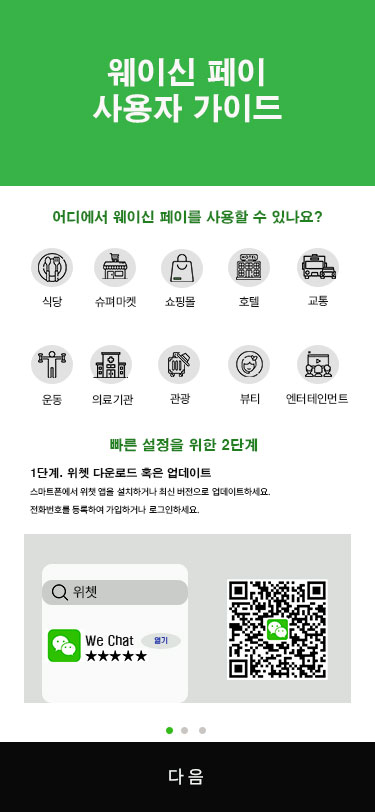 웨이신 페이
사용자 가이드
어디에서 웨이신 페이를 사용할 수 있나요?
식당 슈퍼마켓 쇼핑몰 호텔 교통
HOTEL
운동 의료기관 관광 뷰티 엔터테인먼트
빠른 설정을 위한 2단계
1단계. 위쳇 다운로드 혹은 업데이트
스마트폰에서 위쳇 앱을 설치하거나 최신 버전으로 업데이트하세요.
전화번호를 등록하여 가입하거나 로그인하세요.
위쳇
We Chat 열기
다음